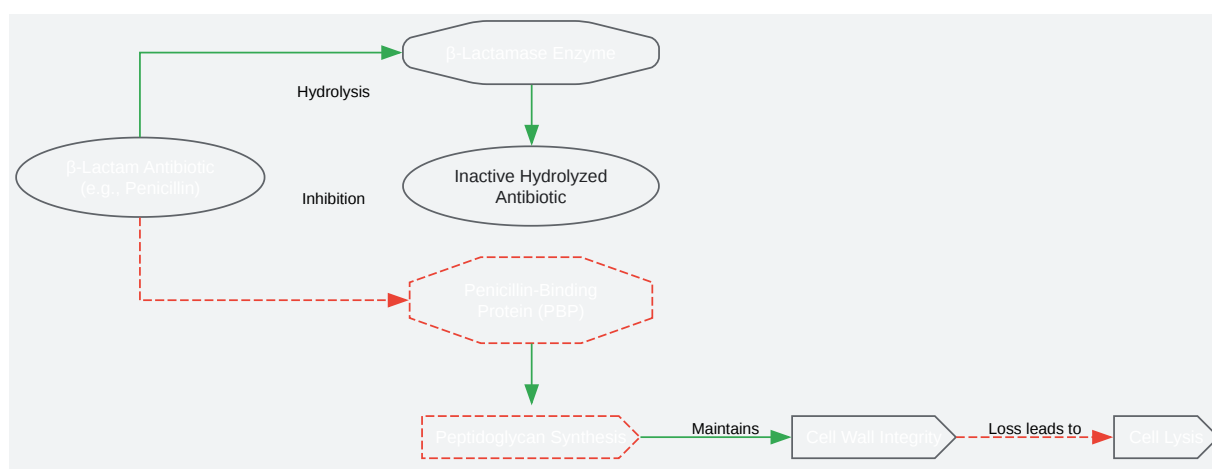 β-Lactamase Enzyme
Hydrolysis
β-Lactam Antibiotic
(e.g., Penicillin)
Inactive Hydrolyzed
Antibiotic
Inhibition
Penicillin-Binding
Protein (PBP)
Peptidoglycan Synthesis
Maintains
Cell Wall Integrity
Loss leads to
Cell Lysis